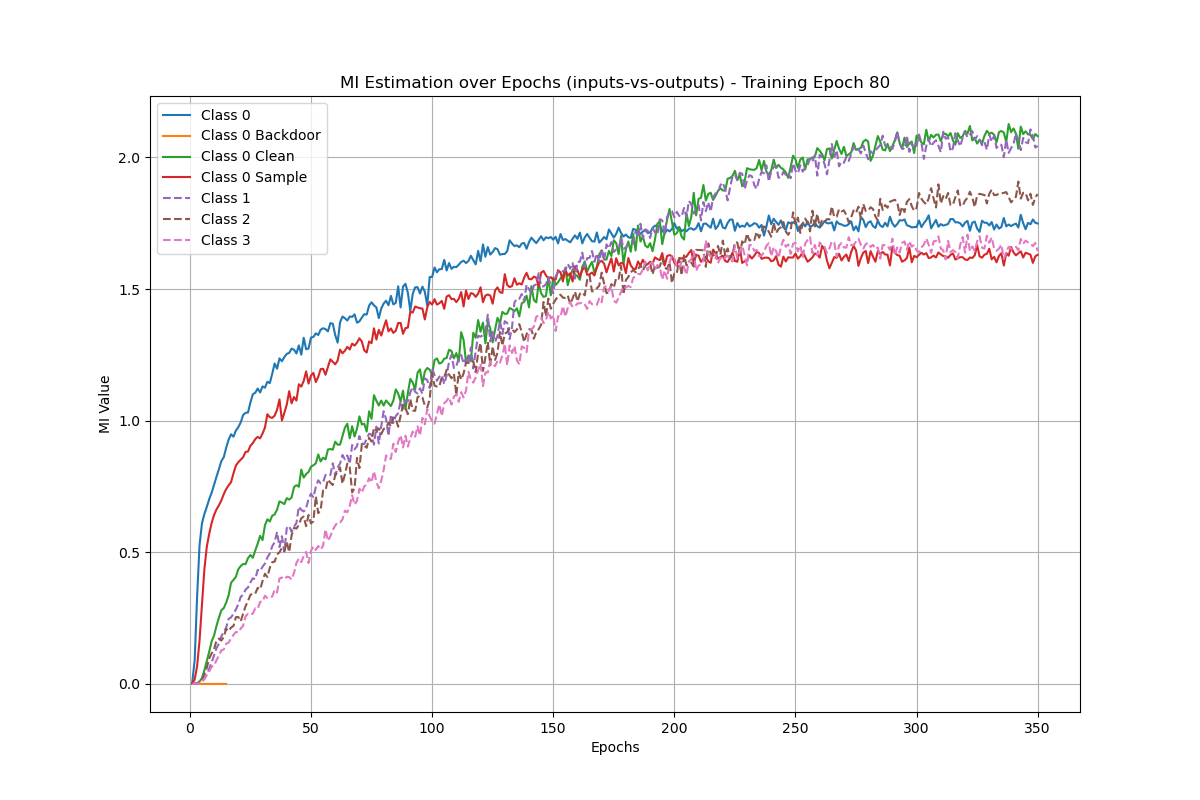 MI Estimation over Epochs (inputs-vs-outputs) - Training Epoch 80
Class 0
Class 0 Backdoor
Class 0 Clean
Class 0 Sample
Class 1
Class 2
Class 3
MI Value
2.0
1.5
1.0
0.5
0.0
0 50 100 150 200 250 300 350
Epochs